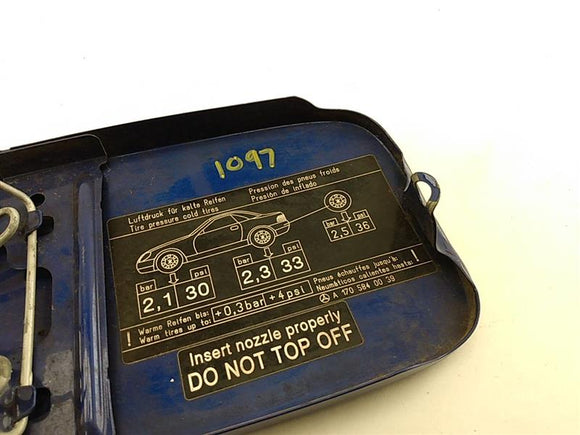 1097
Luftdruck für kalte Reifen
Tire pressure cold tires
Pression des pneus froids
Presión de inflado
bar psi
2,1 30
bar psi
2,3 33
bar psi
2,5 36
! Warme Reifen bis:
Warm tires up to:
+0,3bar +4psi
Pneus échauffés jusqu'à:
Neumáticos calientes hasta: !
A 170 584 00 39
Insert nozzle properly
DO NOT TOP OFF